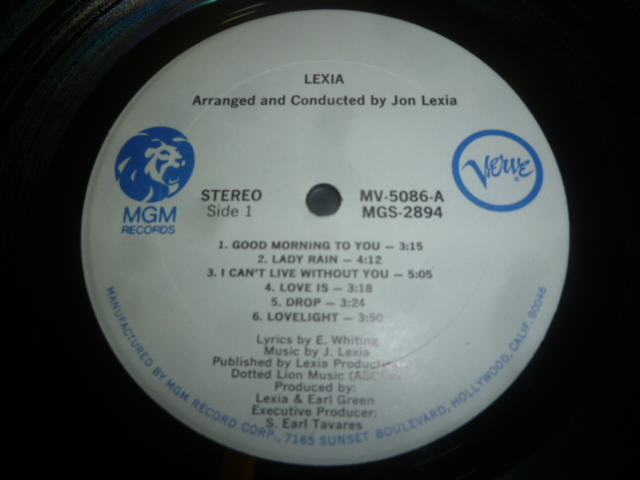 LEXIA
Arranged and Conducted by Jon Lexia
MGM
RECORDS
Verve
STEREO
Side 1
MV-5086-A
MGS-2894
1. GOOD MORNING TO YOU — 3:15
2. LADY RAIN — 4:12
3. I CAN'T LIVE WITHOUT YOU — 5:05
4. LOVE IS — 3:18
5. DROP — 3:24
6. LOVELIGHT — 3:50
Lyrics by E. Whiting
Music by J. Lexia
Published by Lexia
Dotted Lion Music
Produced by:
Lexia & Earl Green
Executive Producer:
S. Earl Tavares
MANUFACTURED BY MGM RECORD CORP., 7165 SUNSET BOULEVARD, HOLLYWOOD, CALIF. 90046